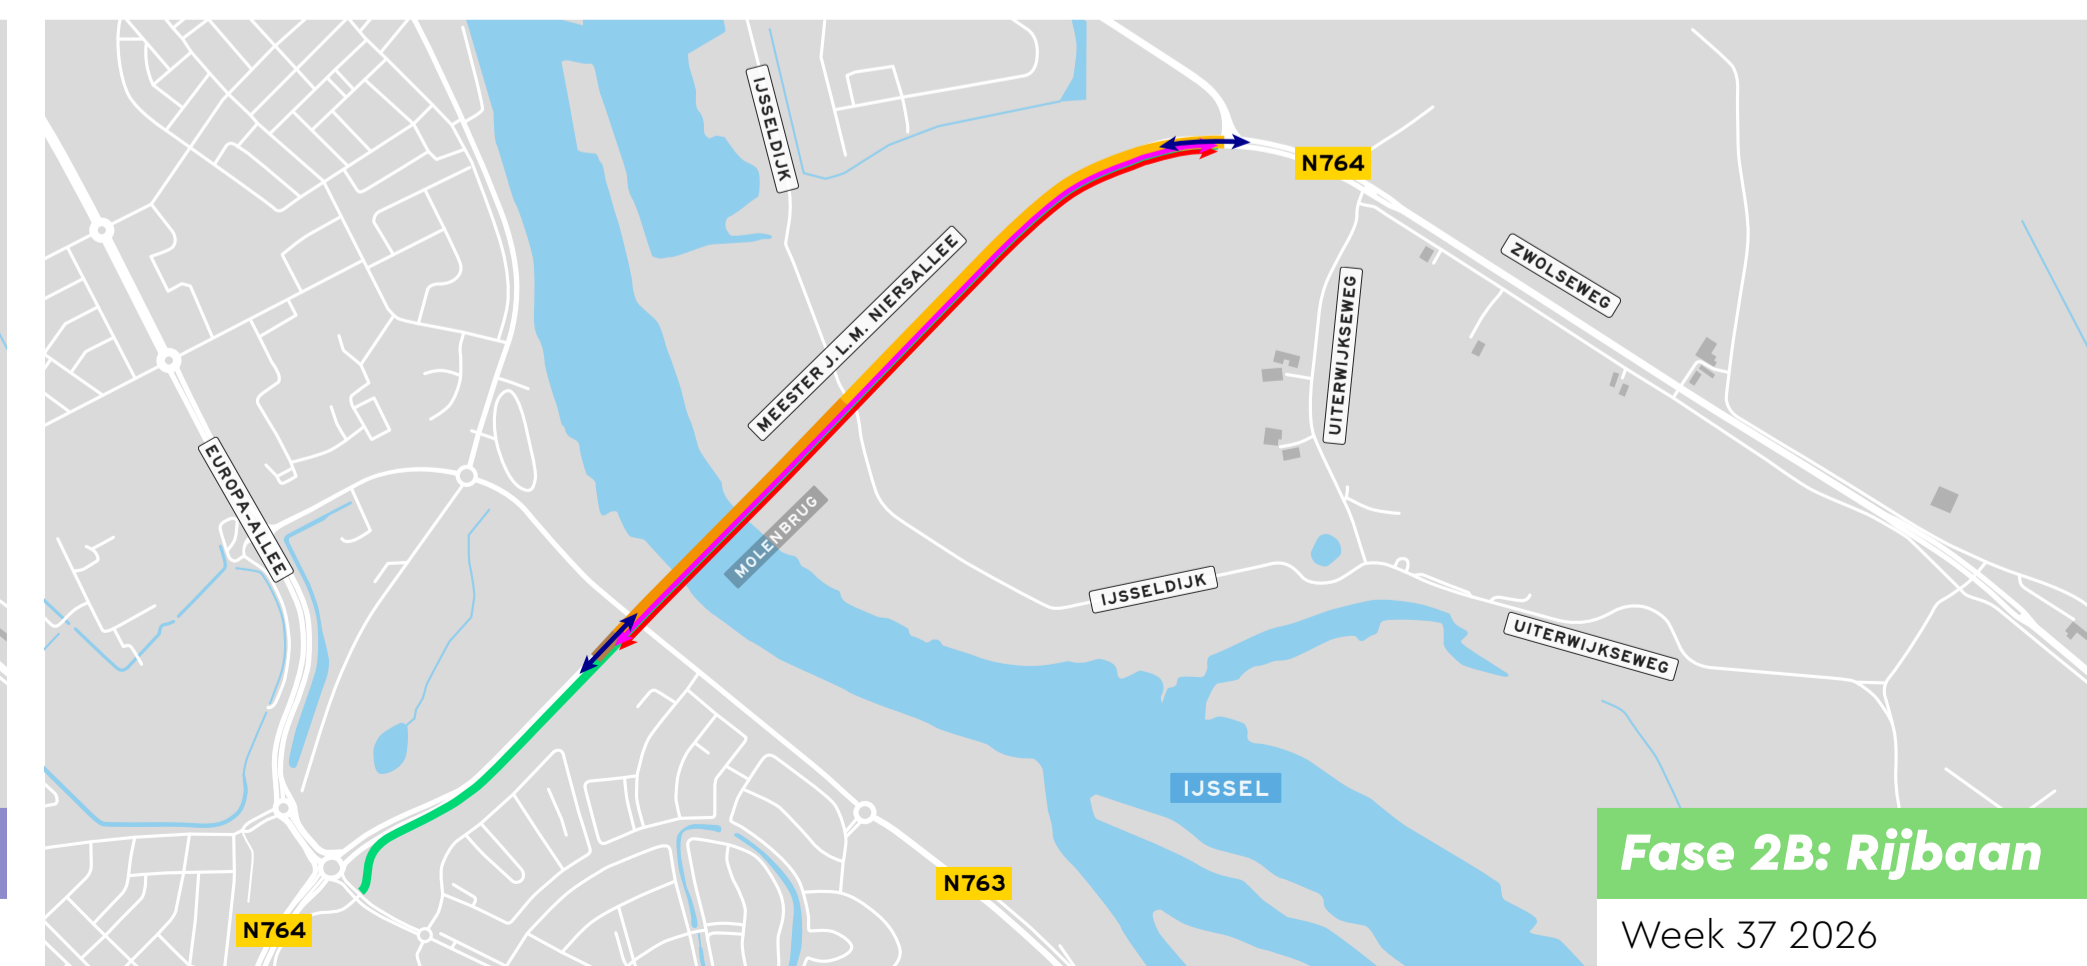 IJSSELDIJK
N764
ZWOLSEWEG
MEESTER J.L.M. NIERSALLEE
UITERWIJKSEWEG
EUROPA-ALLEE
MOLENBRUG
IJSSELDIJK
UITERWIJKSEWEG
IJSSEL
N763
N764
Fase 2B: Rijbaan
Week 37 2026